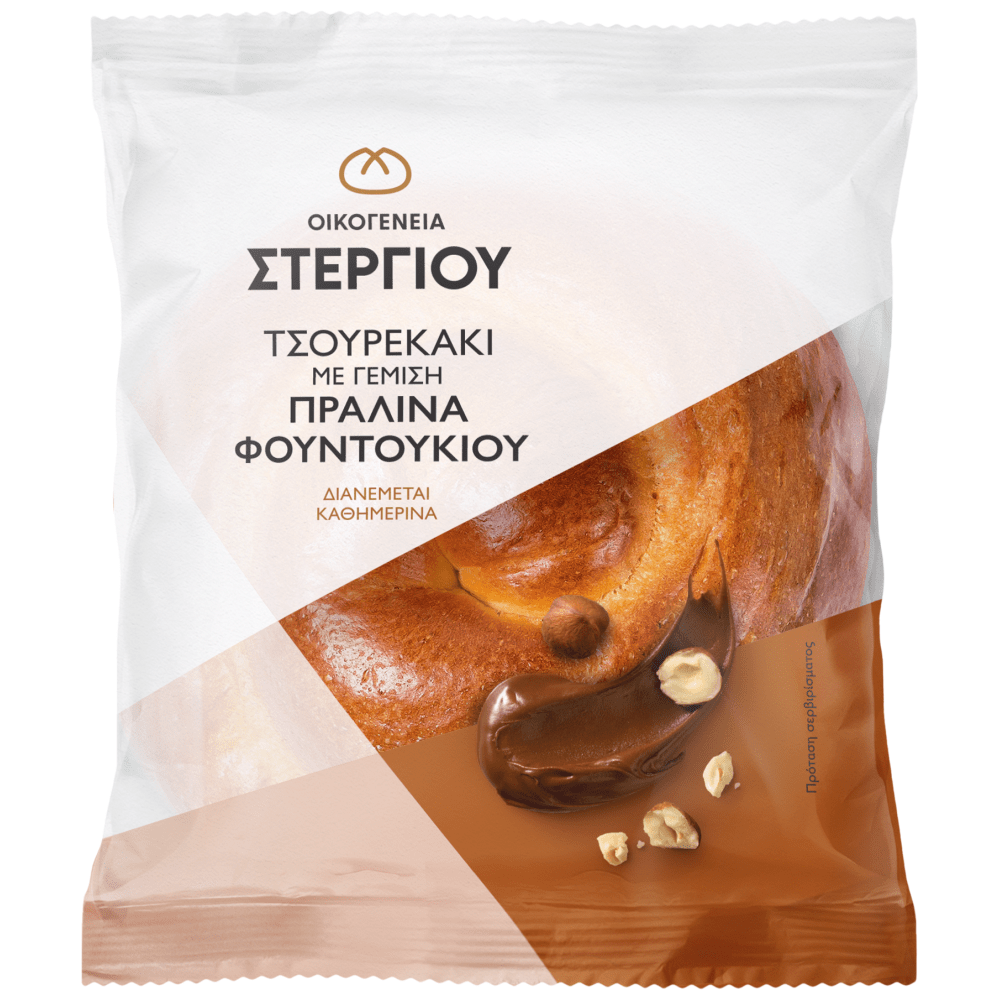 ΟΙΚΟΓΕΝΕΙΑ
ΣΤΕΡΓΙΟΥ
ΤΣΟΥΡΕΚΑΚΙ
ΜΕ ΓΕΜΙΣΗ
ΠΡΑΛΙΝΑ
ΦΟΥΝΤΟΥΚΙΟΥ
ΔΙΑΝΕΜΕΤΑΙ
ΚΑΘΗΜΕΡΙΝΑ
Πρόταση σερβιρίσματος